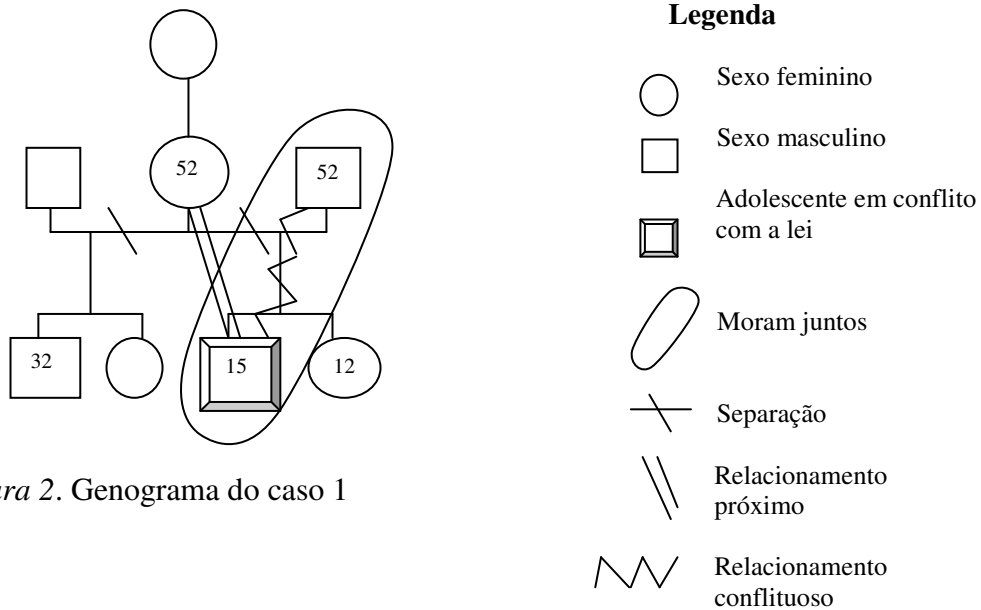 52
52
32
15
12
ra 2. Genograma do caso 1
Legenda
Sexo feminino
Sexo masculino
Adolescente em conflito
com a lei
Moram juntos
Separação
Relacionamento
próximo
Relacionamento
conflituoso